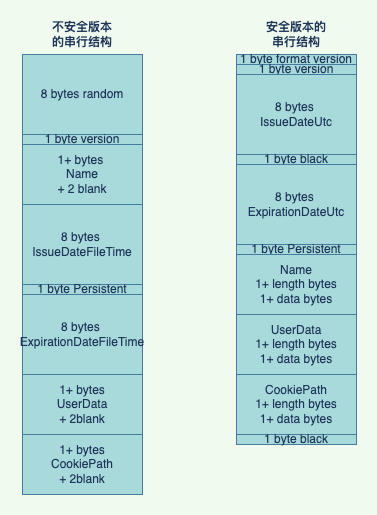 不安全版本
的串行结构
8 bytes random
1 byte version
1+ bytes
Name
+ 2 blank
8 bytes
IssueDateFileTime
1 byte Persistent
8 bytes
ExpirationDateFileTime
1+ bytes
UserData
+ 2blank
1+ bytes
CookiePath
+ 2blank
安全版本的
串行结构
1 byte format version
1 byte version
8 bytes
IssueDateUtc
1 byte black
8 bytes
ExpirationDateUtc
1 byte Persistent
Name
1+ length bytes
1+ data bytes
UserData
1+ length bytes
1+ data bytes
CookiePath
1+ length bytes
1+ data bytes
1 byte black